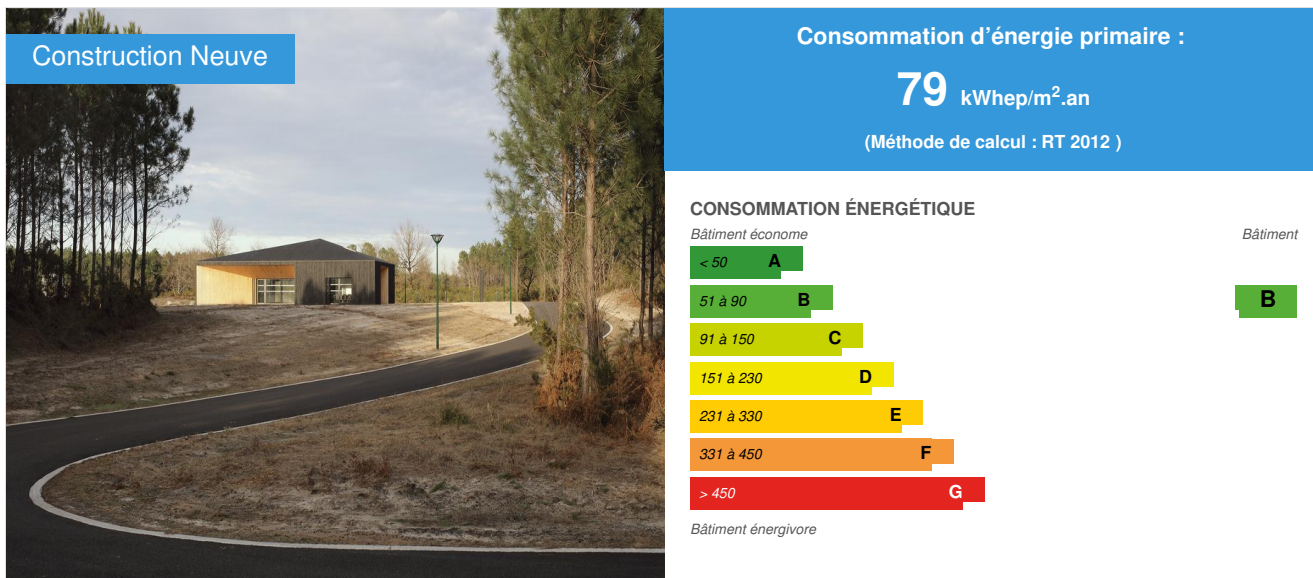 Construction Neuve
Consommation d'énergie primaire :
79 kWhep/m².an
(Méthode de calcul : RT 2012 )
CONSOMMATION ÉNERGÉTIQUE
Bâtiment économe
Bâtiment
< 50 A
51 à 90 B
B
91 à 150 C
151 à 230 D
231 à 330 E
331 à 450 F
> 450 G
Bâtiment énergivore